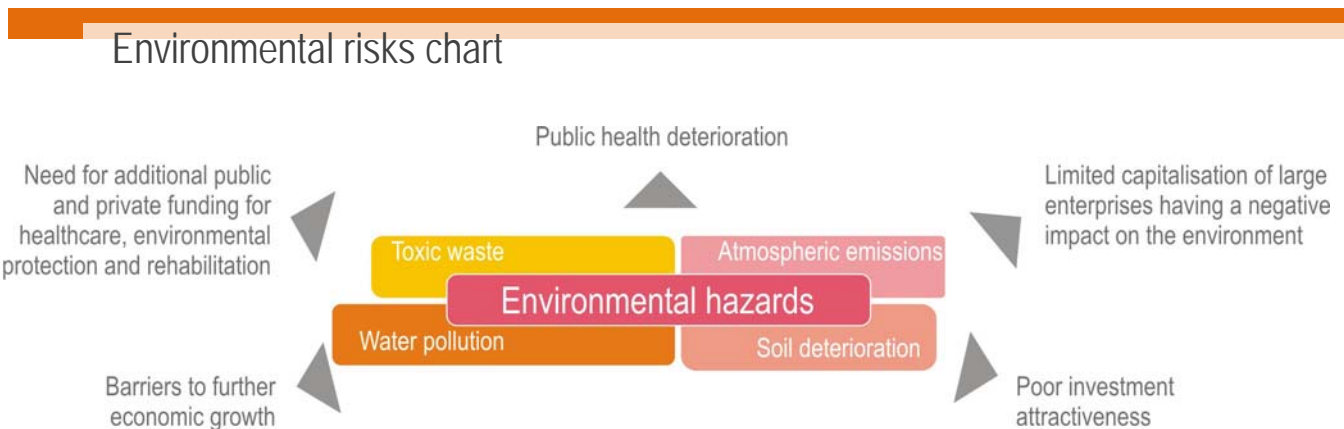 Environmental risks chart
Public health deterioration
Need for additional public
and private funding for
healthcare, environmental
protection and rehabilitation
Limited capitalisation of large
enterprises having a negative
impact on the environment
Toxic waste
Atmospheric emissions
Environmental hazards
Water pollution
Soil deterioration
Barriers to further
economic growth
Poor investment
attractiveness